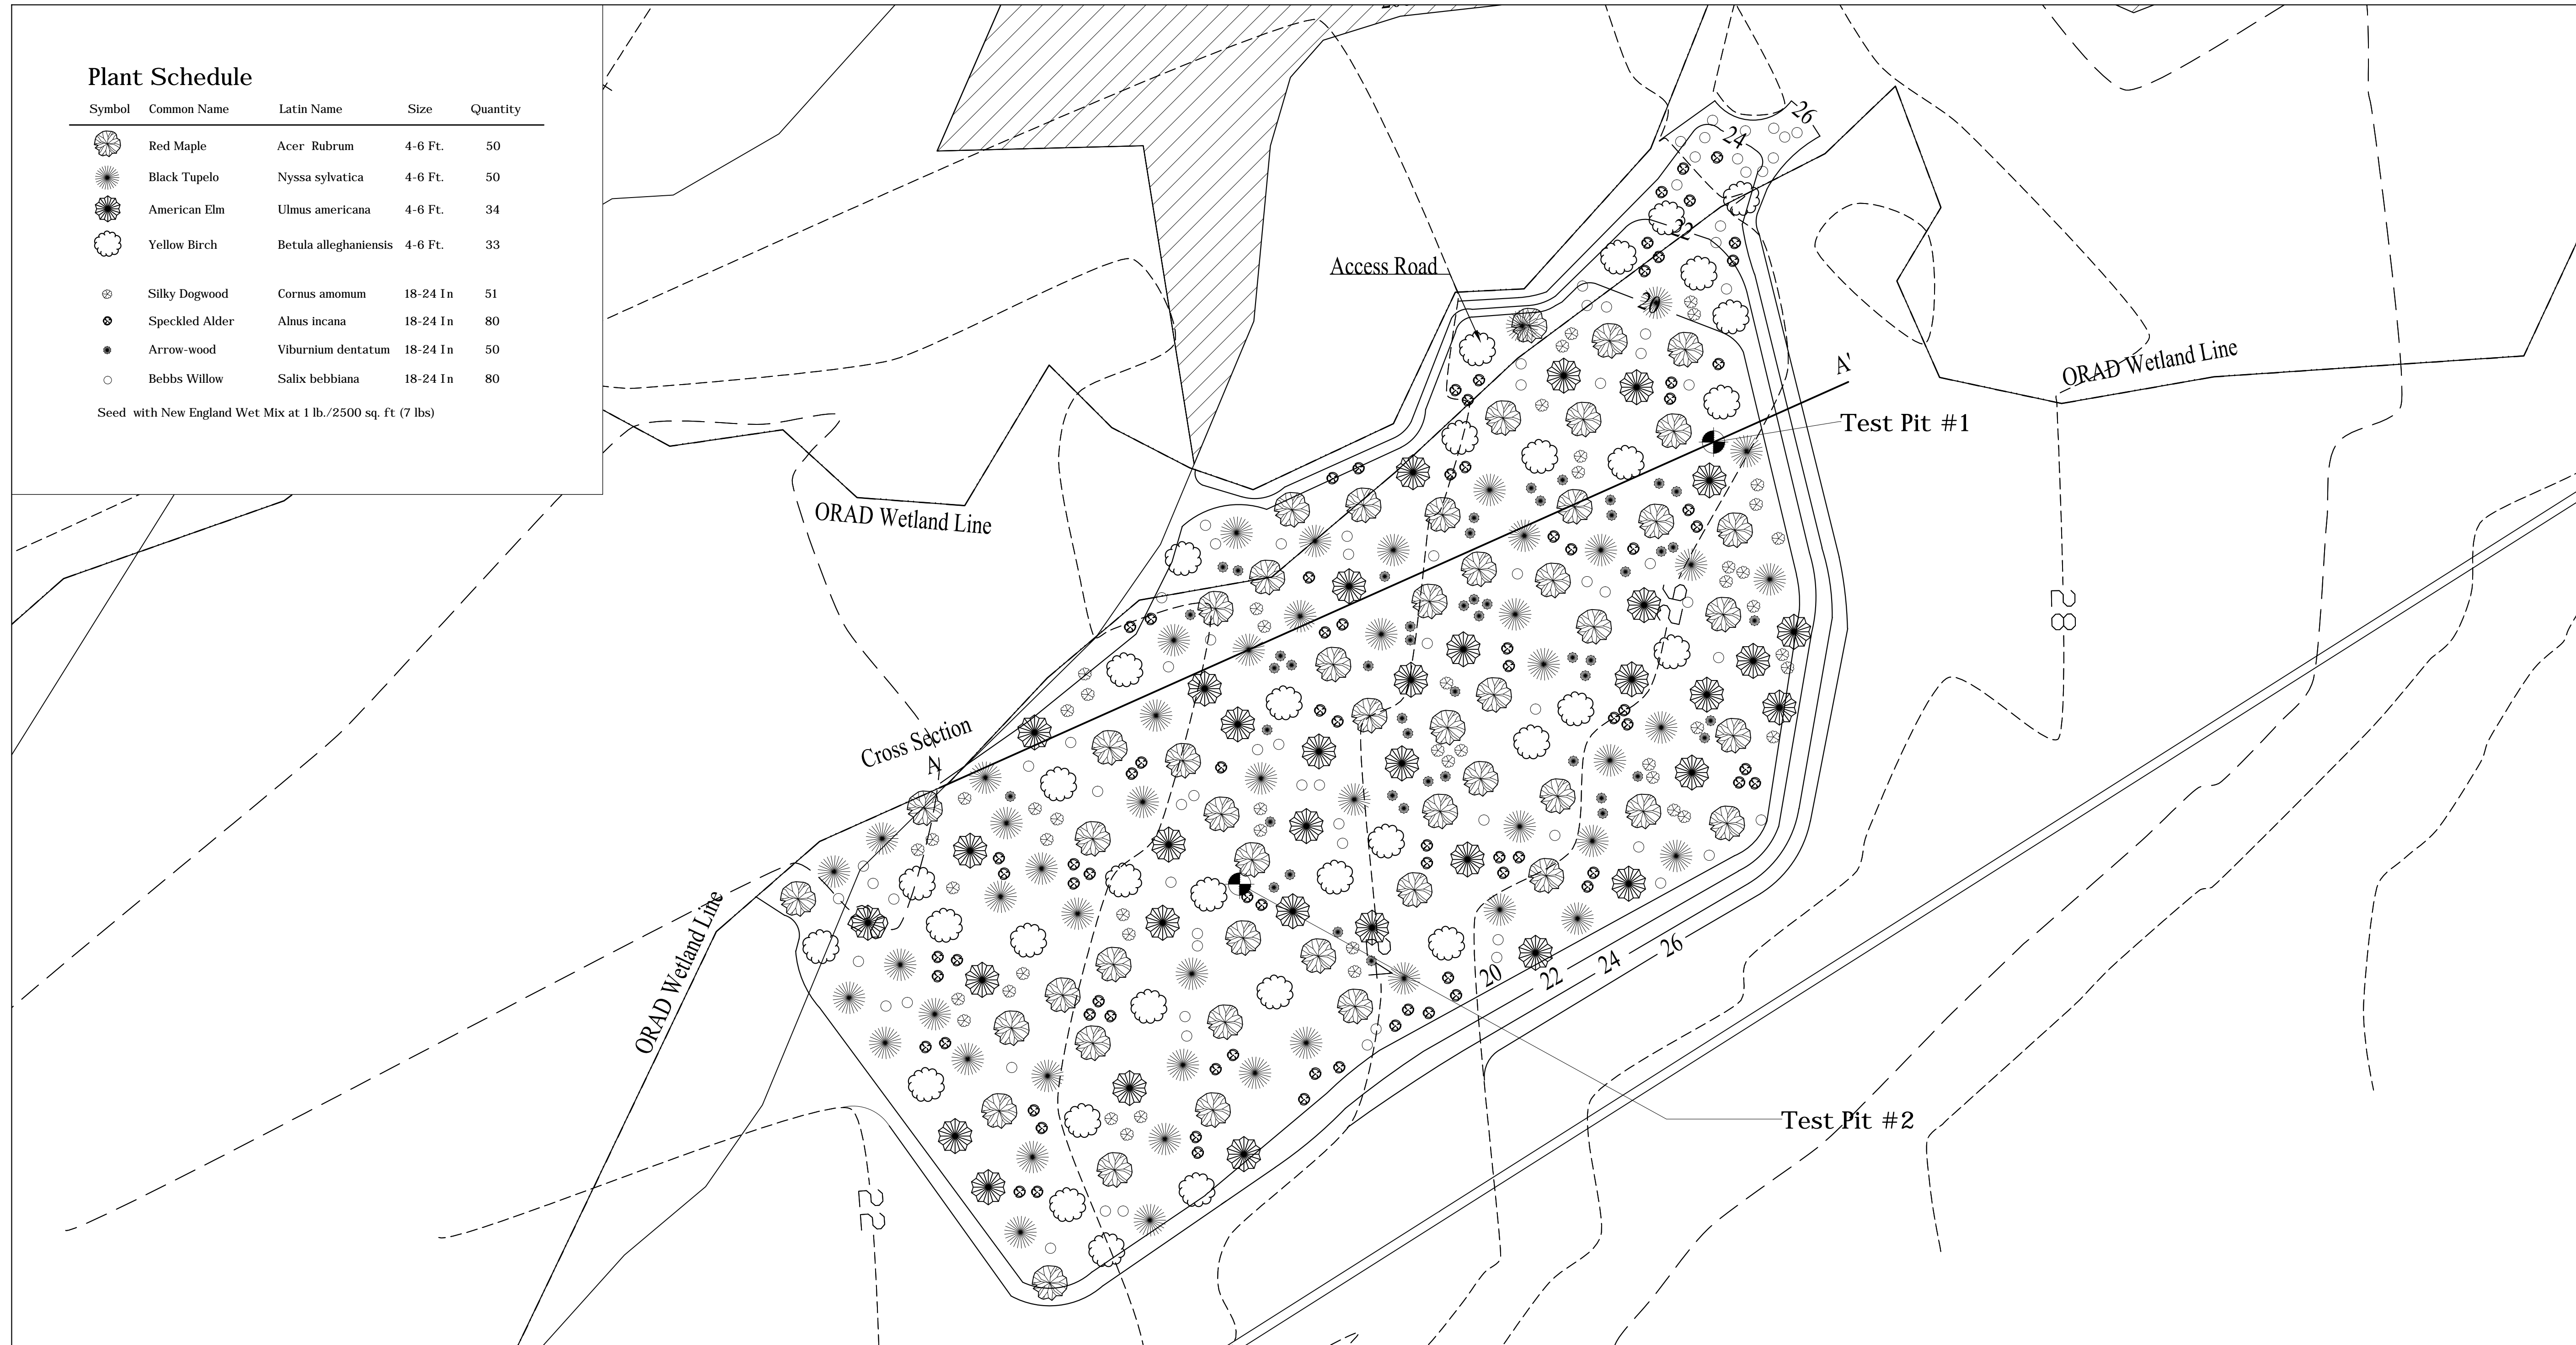 Plant Schedule
Symbol Common Name Latin Name Size Quantity
Red Maple Acer Rubrum 4-6 Ft. 50
Black Tupelo Nyssa sylvatica 4-6 Ft. 50
American Elm Ulmus americana 4-6 Ft. 34
Yellow Birch Betula alleghaniensis 4-6 Ft. 33
Silky Dogwood Cornus amomum 18-24 In 51
Speckled Alder Alnus incana 18-24 In 80
Arrow-wood Viburnium dentatum 18-24 In 50
Bebbs Willow Salix bebbiana 18-24 In 80
Seed with New England Wet Mix at 1 lb./2500 sq. ft (7 lbs)
26
24
22
Access Road
20
ORAD Wetland Line
A'
Test Pit #1
ORAD Wetland Line
26
28
Cross Section
A
ORAD Wetland Line
20
22
24
26
Test Pit #2
22